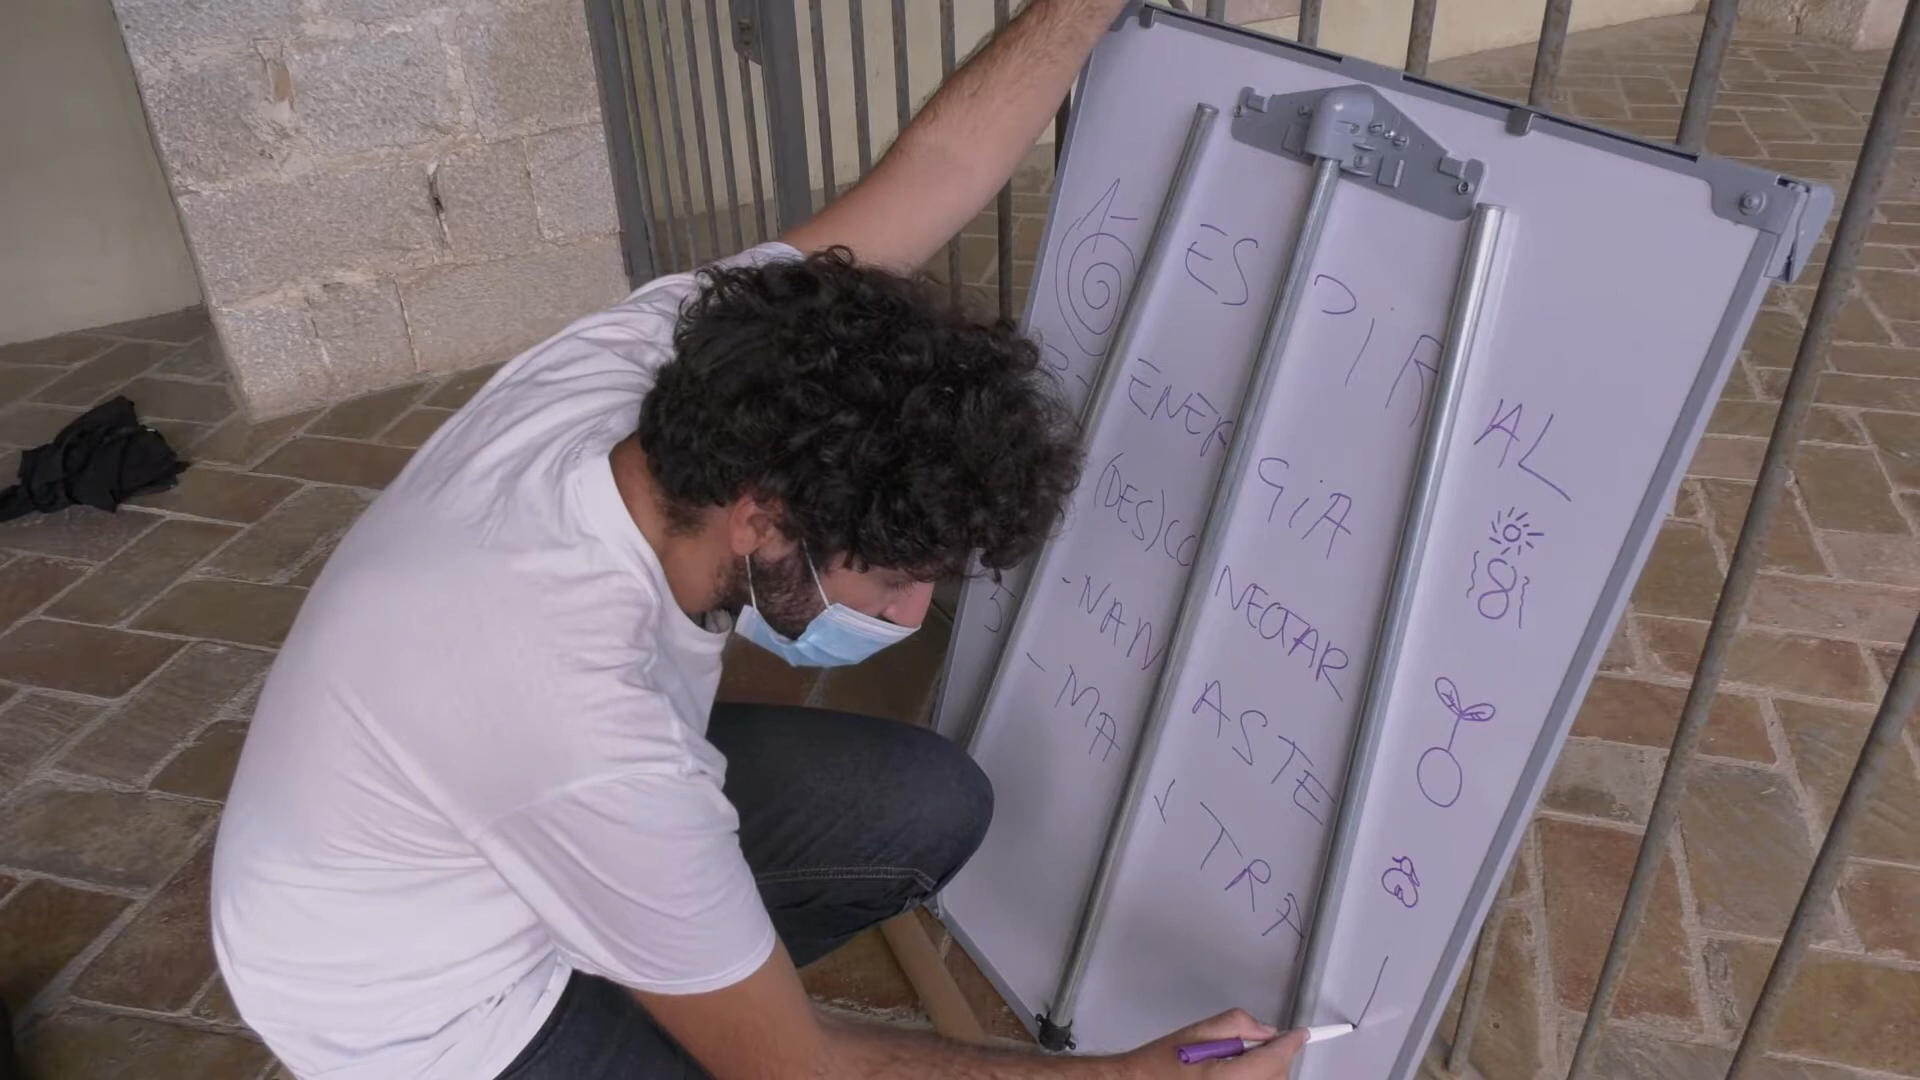 ESPIRAL
ENERGIA
(DES)CONECTAR
-NAN ASTE
- MA ↓ TRA